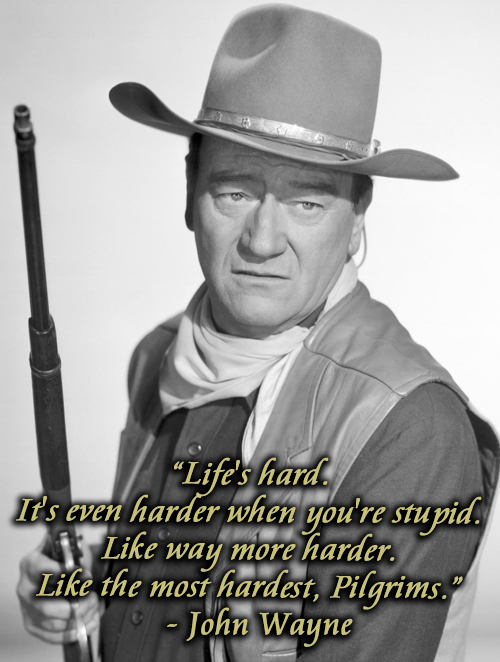 “Life's hard.
It's even harder when you're stupid.
Like way more harder.
Like the most hardest, Pilgrims.”
- John Wayne